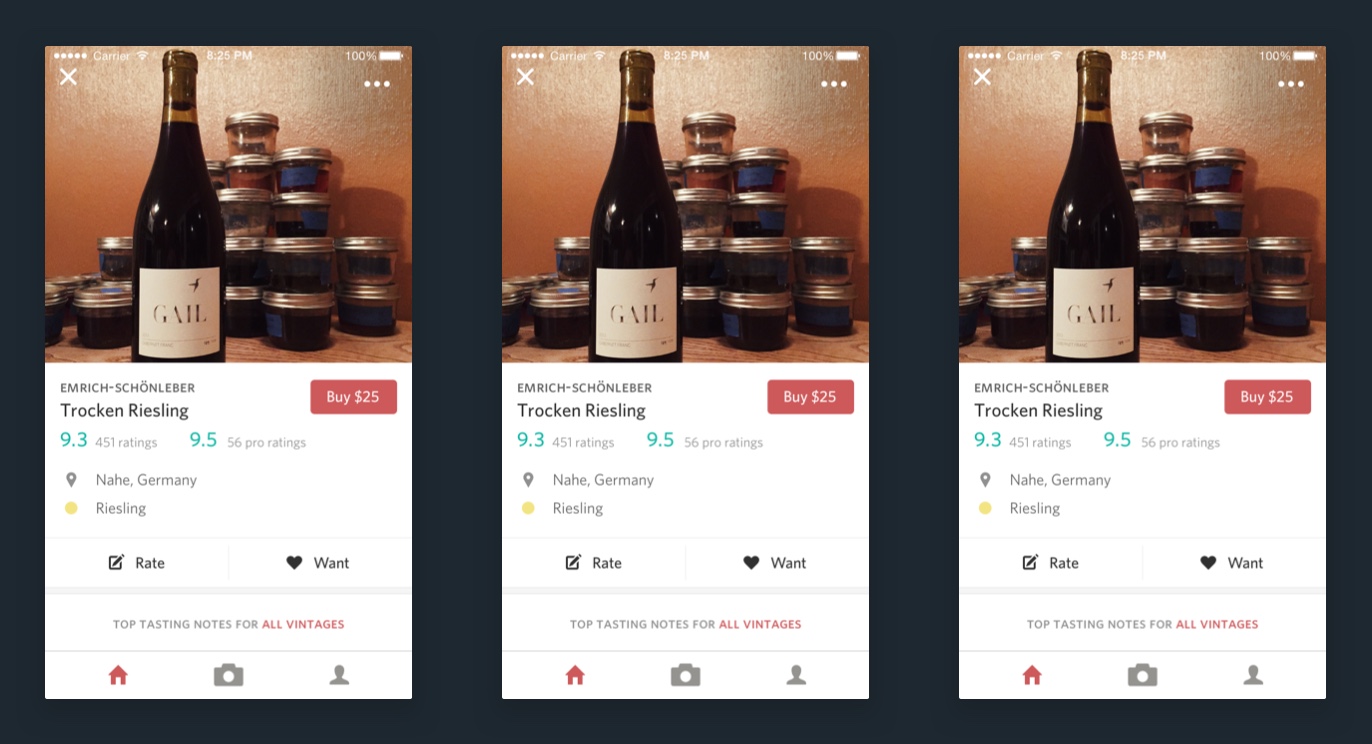 Carrier 8:25 PM 100%
GAIL
EMRICH-SCHÖNLEBER
Trocken Riesling
Buy $25
9.3 451 ratings 9.5 56 pro ratings
Nahe, Germany
Riesling
Rate Want
TOP TASTING NOTES FOR ALL VINTAGES
Carrier 8:25 PM 100%
GAIL
EMRICH-SCHÖNLEBER
Trocken Riesling
Buy $25
9.3 451 ratings 9.5 56 pro ratings
Nahe, Germany
Riesling
Rate Want
TOP TASTING NOTES FOR ALL VINTAGES
Carrier 8:25 PM 100%
GAIL
EMRICH-SCHÖNLEBER
Trocken Riesling
Buy $25
9.3 451 ratings 9.5 56 pro ratings
Nahe, Germany
Riesling
Rate Want
TOP TASTING NOTES FOR ALL VINTAGES